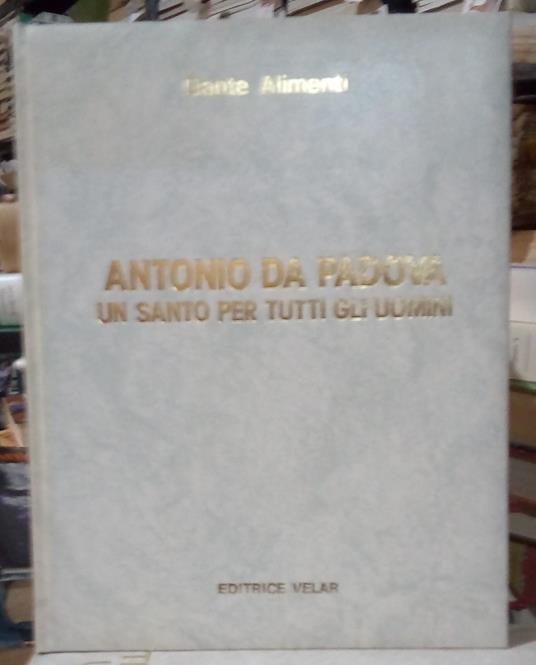 Dante Alimenti
ANTONIO DA PADOVA
UN SANTO PER TUTTI GLI UOMINI
EDITRICE VELAR